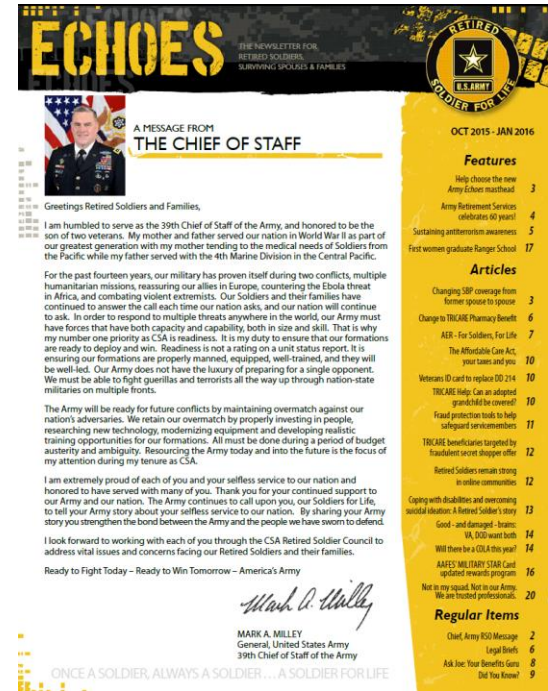 ECHOES
THE NEWSLETTER FOR
RETIRED SOLDIERS,
SURVIVING SPOUSES & FAMILIES
RETIRED
U.S. ARMY
SOLDIER FOR LIFE
A MESSAGE FROM
THE CHIEF OF STAFF
Greetings Retired Soldiers and Families,
I am humbled to serve as the 39th Chief of Staff of the Army, and honored to be the
son of two veterans. My mother and father served our nation in World War II as part of
our greatest generation with my mother tending to the medical needs of Soldiers from
the Pacific while my father served with the 4th Marine Division in the Central Pacific.
For the past fourteen years, our military has proven itself during two conflicts, multiple
humanitarian missions, reassuring our allies in Europe, countering the Ebola threat
in Africa, and combating violent extremists. Our Soldiers and their families have
continued to answer the call each time our nation asks, and our nation will continue
to ask. In order to respond to multiple threats anywhere in the world, our Army must
have forces that have both capacity and capability, both in size and skill. That is why
my number one priority as CSA is readiness. It is my duty to ensure that our formations
are ready to deploy and win. Readiness is not a rating on a unit status report. It is
ensuring our formations are properly manned, equipped, well-trained, and they will
be well-led. Our Army does not have the luxury of preparing for a single opponent.
We must be able to fight guerillas and terrorists all the way up through nation-state
militaries on multiple fronts.
The Army will be ready for future conflicts by maintaining overmatch against our
nation's adversaries. We retain our overmatch by properly investing in people,
researching new technology, modernizing equipment and developing realistic
training opportunities for our formations. All must be done during a period of budget
austerity and ambiguity. Resourcing the Army today and into the future is the focus of
my attention during my tenure as CSA.
I am extremely proud of each of you and your selfless service to our nation and
honored to have served with many of you. Thank you for your continued support to
our Army and our nation. The Army continues to call upon you, our Soldiers for Life,
to tell your Army story about your selfless service to our nation. By sharing your Army
story you strengthen the bond between the Army and the people we have sworn to defend.
I look forward to working with each of you through the CSA Retired Soldier Council to
address vital issues and concerns facing our Retired Soldiers and their families.
Ready to Fight Today – Ready to Win Tomorrow – America's Army
Mark A. Milley
MARK A. MILLEY
General, United States Army
39th Chief of Staff of the Army
ONCE A SOLDIER, ALWAYS A SOLDIER . . . A SOLDIER FOR LIFE
OCT 2015 - JAN 2016
Features
Help choose the new
Army Echoes masthead 3
Army Retirement Services
celebrates 60 years! 4
Sustaining antiterrorism awareness 5
First women graduate Ranger School 17
Articles
Changing SBP coverage from
former spouse to spouse 3
Change to TRICARE Pharmacy Benefit 6
AER - For Soldiers, For Life 7
The Affordable Care Act,
your taxes and you 10
Veterans ID card to replace DD 214 10
TRICARE Help: Can an adopted
grandchild be covered? 10
Fraud protection tools to help
safeguard servicemembers 11
TRICARE beneficiaries targeted by
fraudulent secret shopper offer 12
Retired Soldiers remain strong
in online communities 12
Coping with disabilities and overcoming
suicidal ideation: A Retired Soldier's story 13
Good - and damaged - brains:
VA, DOD want both 14
Will there be a COLA this year? 14
AAFES' MILITARY STAR Card
updated rewards program 16
Not in my squad. Not in our Army.
We are trusted professionals. 20
Regular Items
Chief, Army RSO Message 2
Legal Briefs 6
Ask Joe: Your Benefits Guru 8
Did You Know? 9